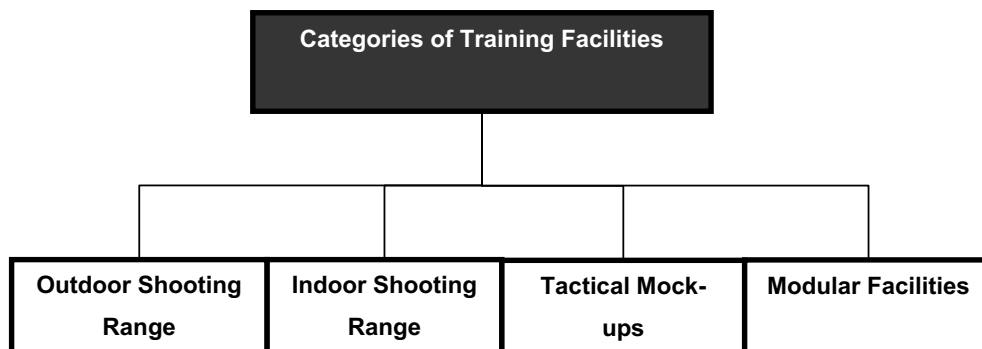 Categories of Training Facilities
Outdoor Shooting
Range
Indoor Shooting
Range
Tactical Mock-
ups
Modular Facilities